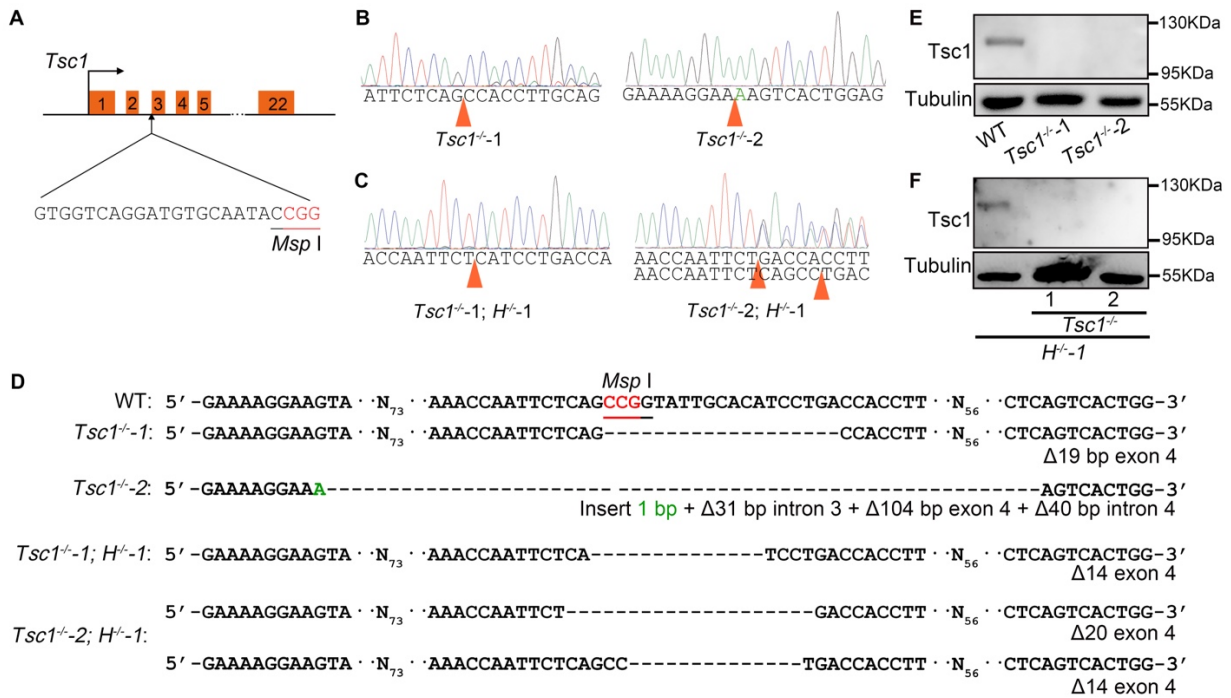 A
Tsc1
1 2 3 4 5 ... 22
GTGGTCAGGATGTGCAATACCGG
Msp I
B
ATTCTCAGCCACCTTGCAG
Tsc1-/--1
GAAAAGGAAAAGTCACTGGAG
Tsc1-/--2
C
ACCAATTCTCATCCTGACCA
Tsc1-/--1; H-/--1
AACCAATTCTGACCACCTT
AACCAATTCTCAGCCTGAC
Tsc1-/--2; H-/--1
E
Tsc1
130KDa
95KDa
Tubulin
55KDa
WT Tsc1-/--1 Tsc1-/--2
F
Tsc1
130KDa
95KDa
Tubulin
55KDa
1 2
Tsc1-/-
H-/--1
D
Msp I
WT: 5'-GAAAAGGAAGTA··N73··AAACCAATTCTCAGCCGGTATTGCACATCCTGACCACCTT··N56··CTCAGTCACTGG-3'
Tsc1-/--1: 5'-GAAAAGGAAGTA··N73··AAACCAATTCTCAG-------------------CCACCTT··N56··CTCAGTCACTGG-3'
Δ19 bp exon 4
Tsc1-/--2: 5'-GAAAAGGAAA----------------------------------------------------------AGTCACTGG-3'
Insert 1 bp + Δ31 bp intron 3 + Δ104 bp exon 4 + Δ40 bp intron 4
Tsc1-/--1; H-/--1: 5'-GAAAAGGAAGTA··N73··AAACCAATTCTCA--------------TCCTGACCACCTT··N56··CTCAGTCACTGG-3'
Δ14 exon 4
5'-GAAAAGGAAGTA··N73··AAACCAATTCT--------------------GACCACCTT··N56··CTCAGTCACTGG-3'
Δ20 exon 4
Tsc1-/--2; H-/--1:
5'-GAAAAGGAAGTA··N73··AAACCAATTCTCAGCC--------------TGACCACCTT··N56··CTCAGTCACTGG-3'
Δ14 exon 4